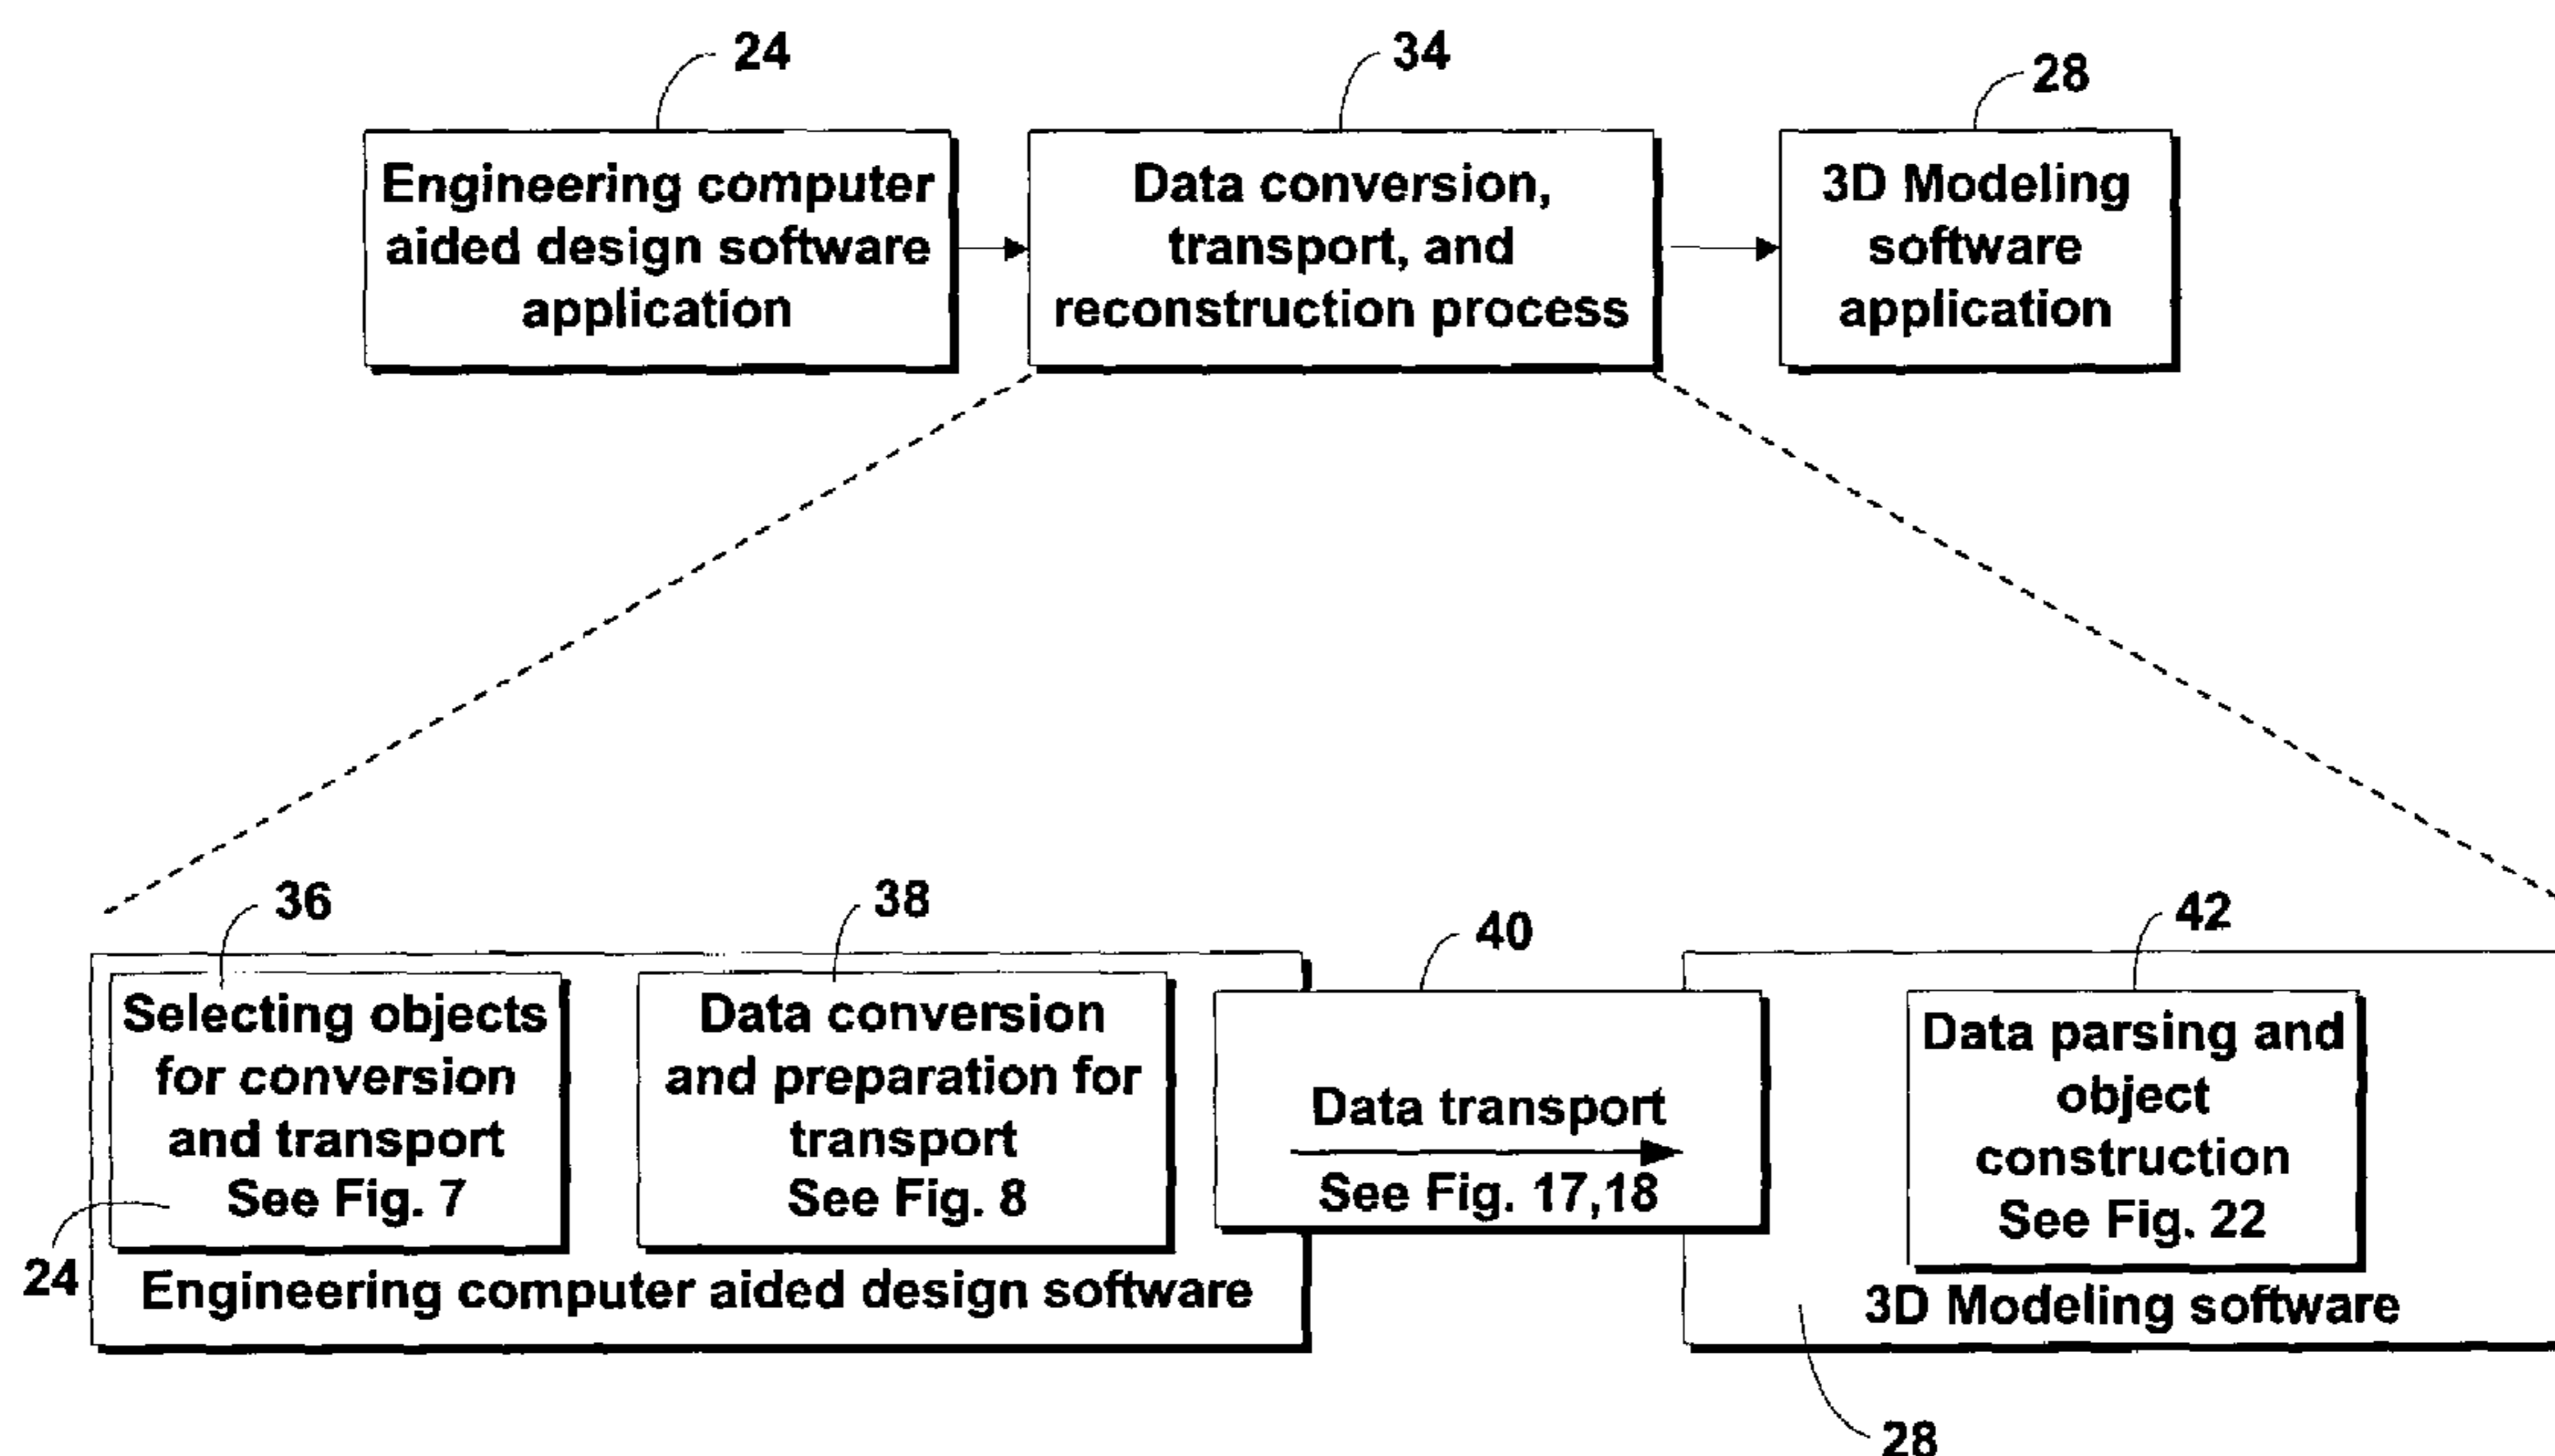 24
34
28
Engineering computer
aided design software
application
Data conversion,
transport, and
reconstruction process
3D Modeling
software
application
36
38
40
42
Selecting objects
for conversion
and transport
See Fig. 7
Data conversion
and preparation for
transport
See Fig. 8
Data transport
See Fig. 17,18
Data parsing and
object
construction
See Fig. 22
24
Engineering computer aided design software
3D Modeling software
28